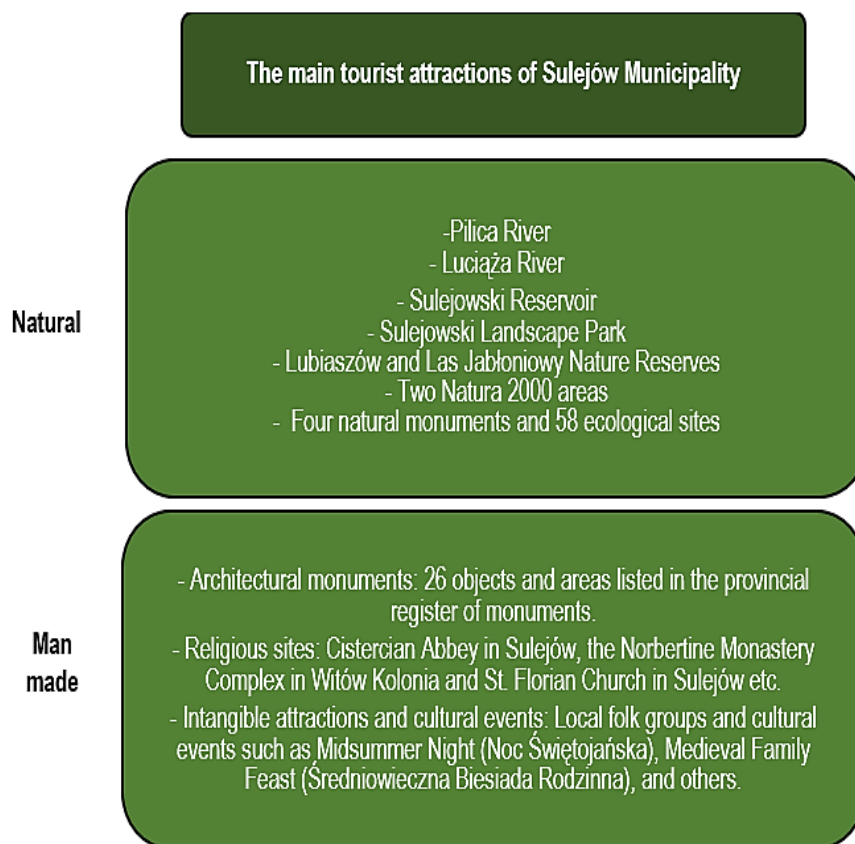 The main tourist attractions of Sulejów Municipality
Natural
-Pilica River
- Luciąża River
- Sulejowski Reservoir
- Sulejowski Landscape Park
- Lubiaszów and Las Jabłoniowy Nature Reserves
- Two Natura 2000 areas
- Four natural monuments and 58 ecological sites
Man
made
- Architectural monuments: 26 objects and areas listed in the provincial
register of monuments.
- Religious sites: Cistercian Abbey in Sulejów, the Norbertine Monastery
Complex in Witów Kolonia and St. Florian Church in Sulejów etc.
- Intangible attractions and cultural events: Local folk groups and cultural
events such as Midsummer Night (Noc Świętojańska), Medieval Family
Feast (Średniowieczna Biesiada Rodzinna), and others.